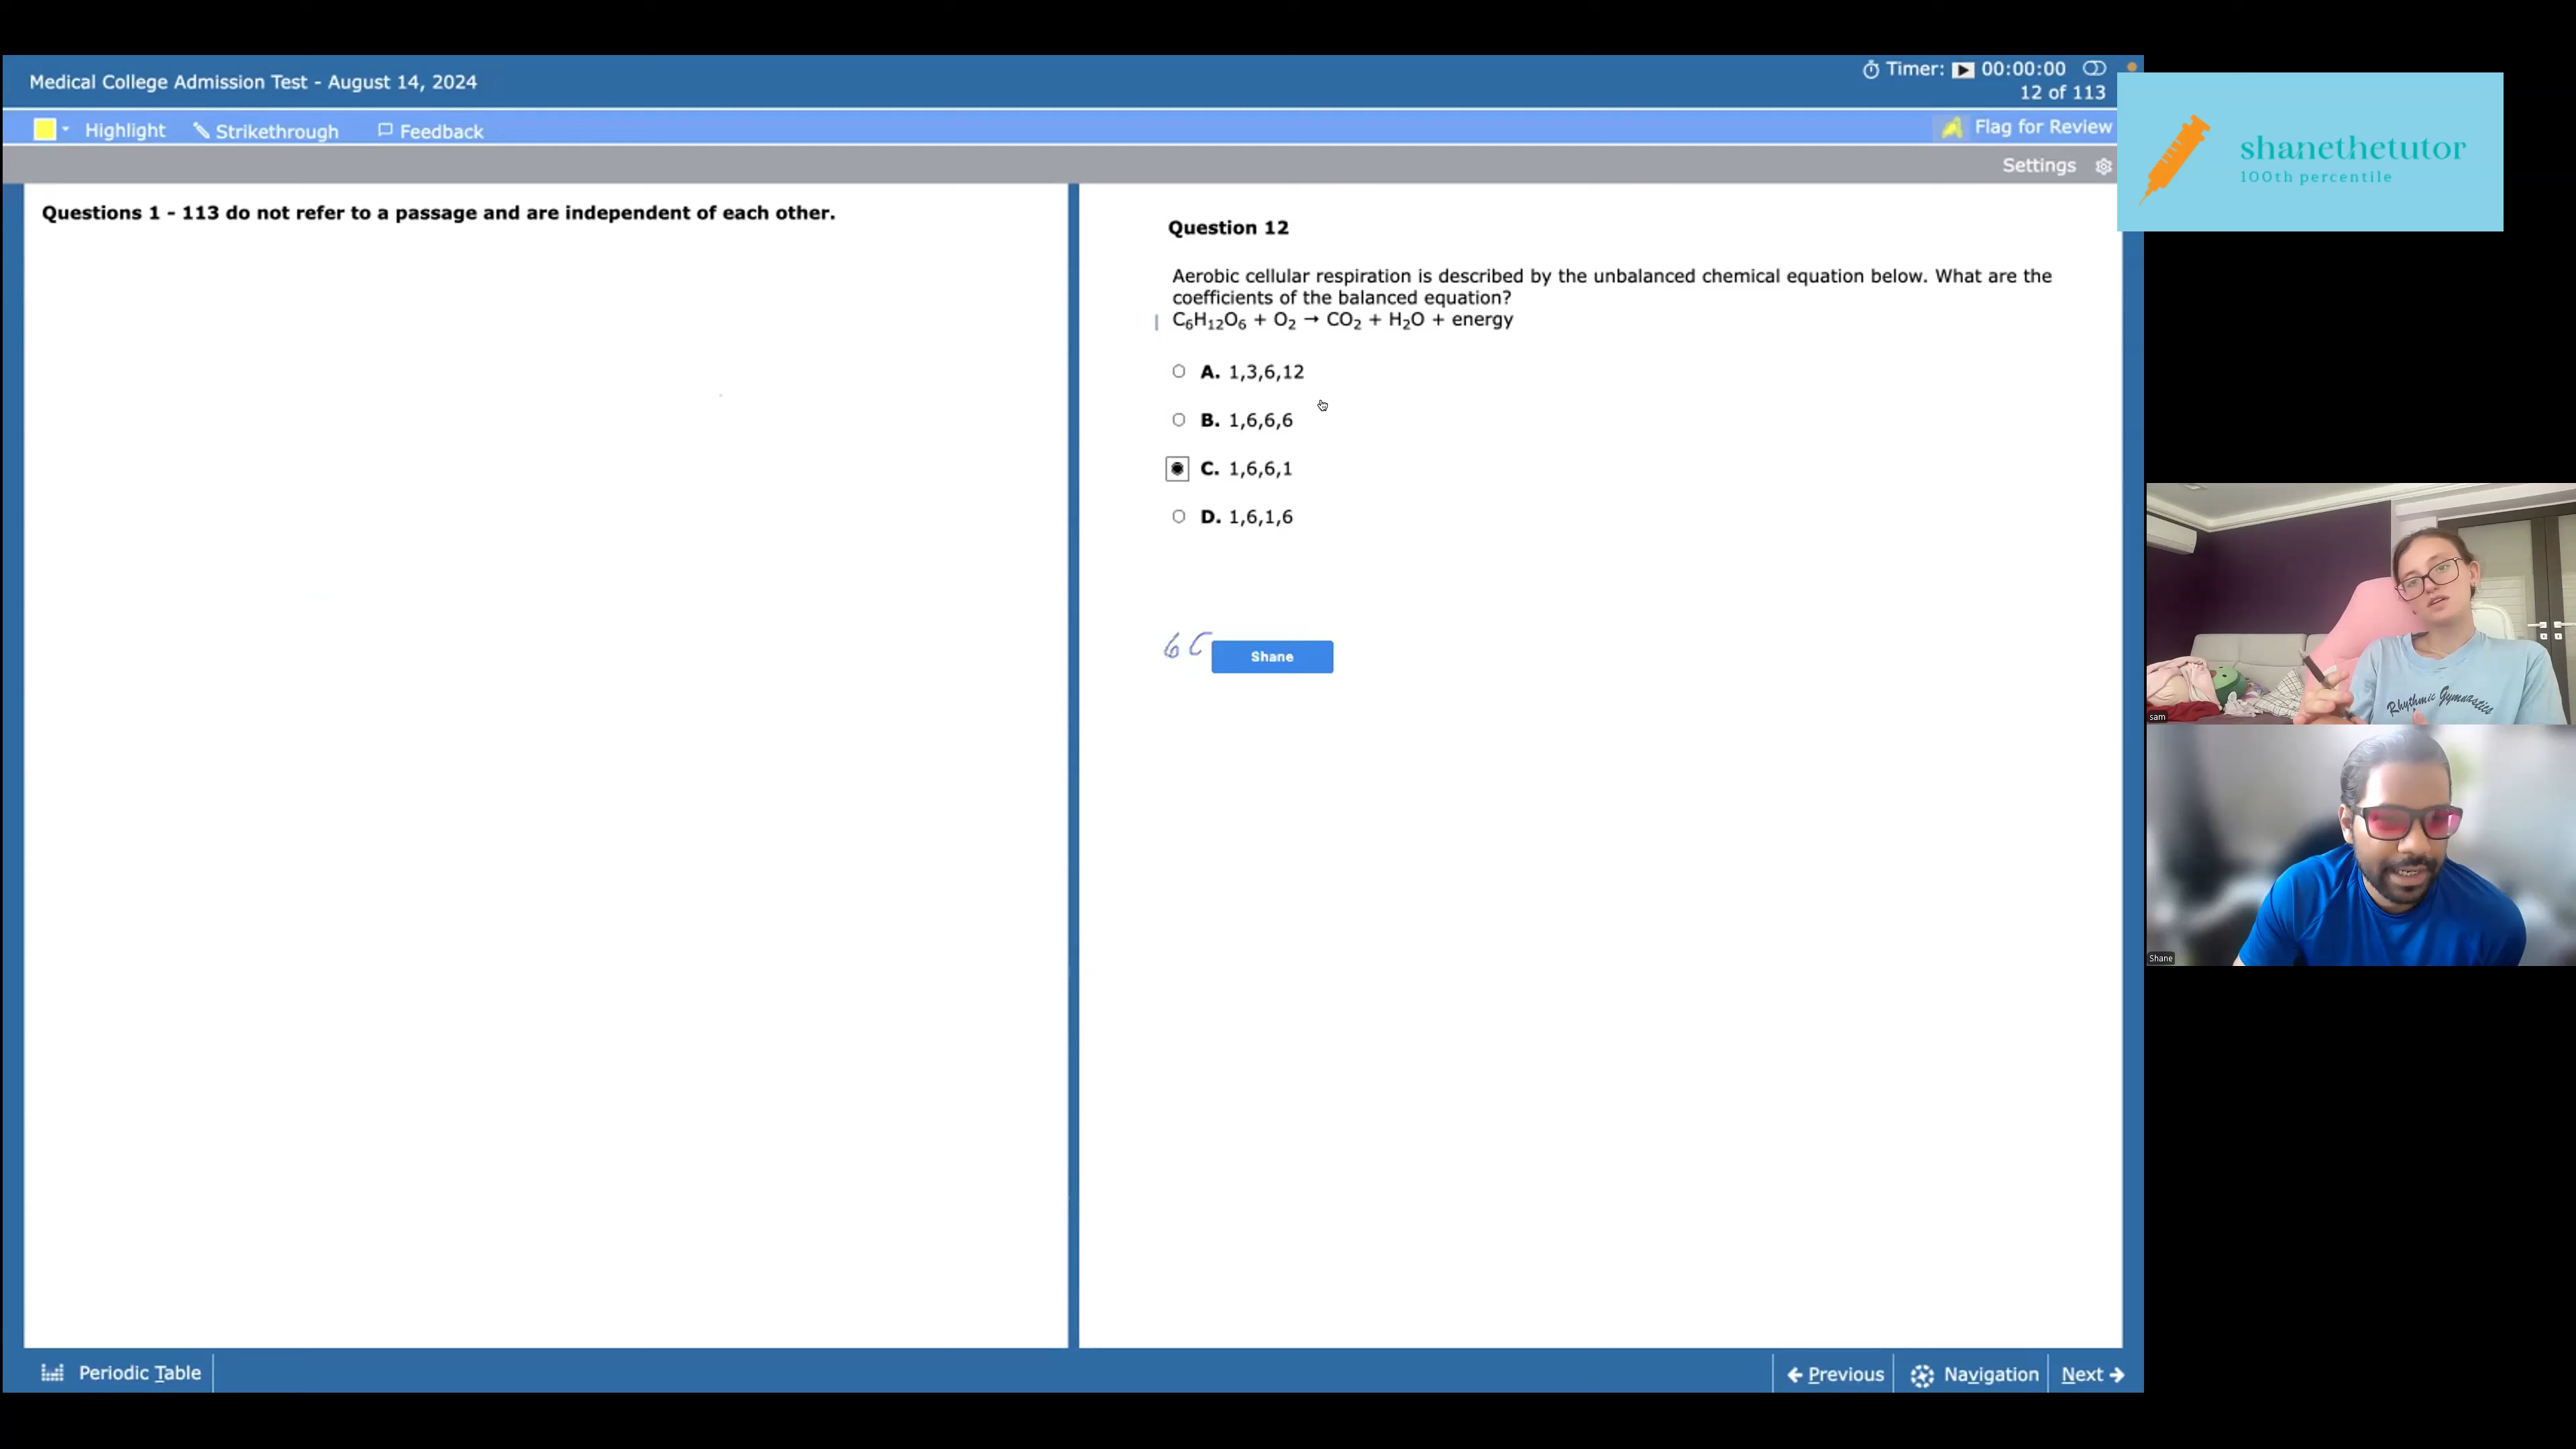 Medical College Admission Test - August 14, 2024
Timer: 00:00:00
12 of 113
Highlight Strikethrough Feedback
Flag for Review
Settings
shanethetutor
100th percentile
Questions 1 - 113 do not refer to a passage and are independent of each other.
Question 12
Aerobic cellular respiration is described by the unbalanced chemical equation below. What are the
coefficients of the balanced equation?
C₆H₁₂O₆ + O₂ → CO₂ + H₂O + energy
A. 1,3,6,12
B. 1,6,6,6
C. 1,6,6,1
D. 1,6,1,6
6C
Shane
Rhythmic Gymnastics
sam
Shane
Periodic Table
Previous Navigation Next